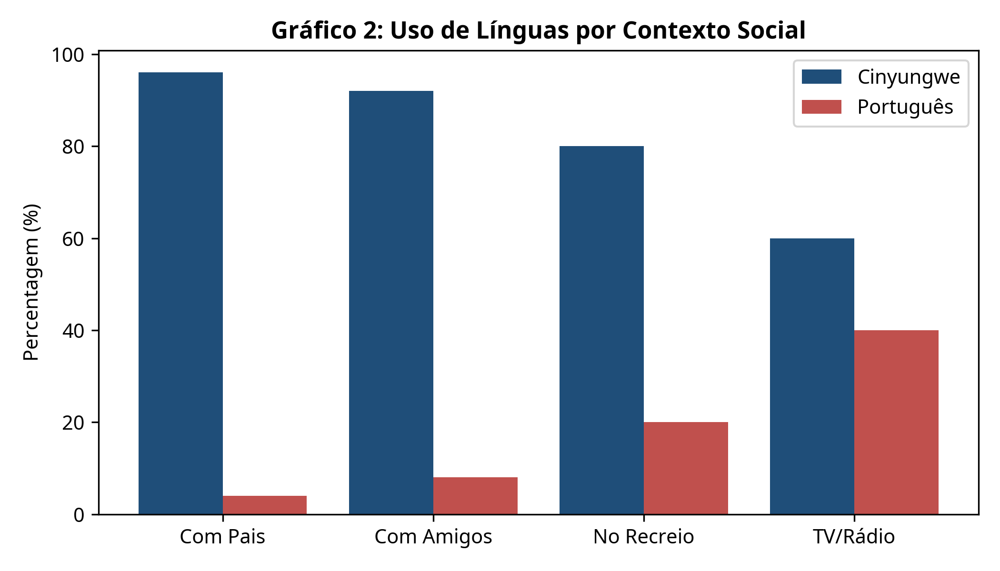 Gráfico 2: Uso de Línguas por Contexto Social
Percentagem (%)
100
80
60
40
20
0
Cinyungwe
Português
Com Pais
Com Amigos
No Recreio
TV/Rádio